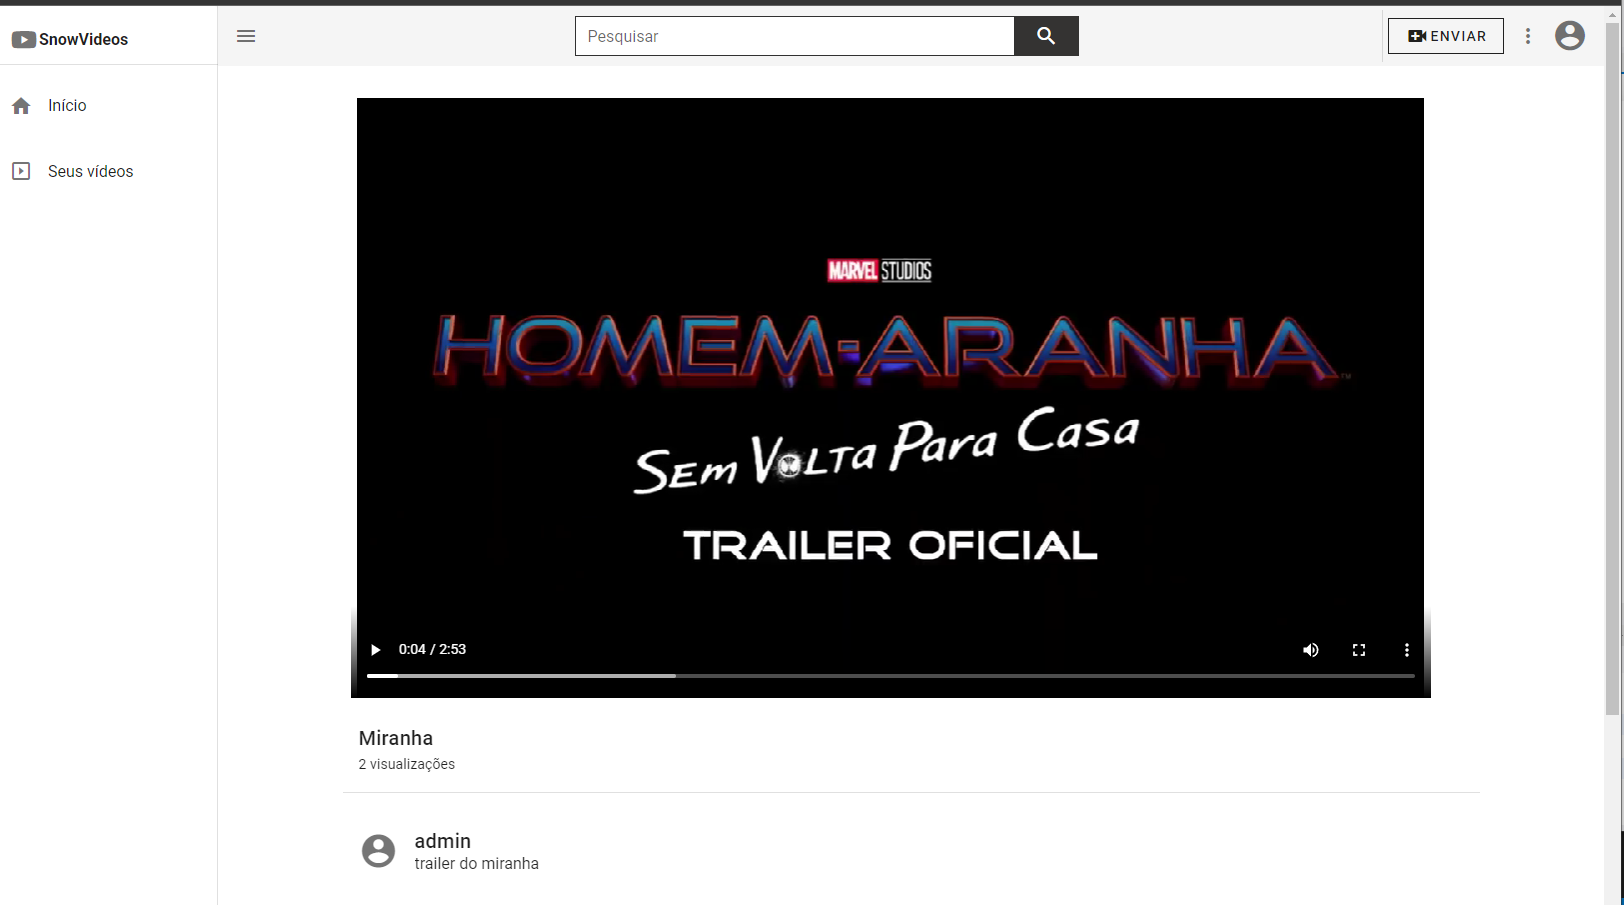 SnowVideos
Pesquisar
ENVIAR
Início
Seus vídeos
MARVEL STUDIOS
HOMEM-ARANHA™
SEM VOLTA PARA CASA
TRAILER OFICIAL
0:04 / 2:53
Miranha
2 visualizações
admin
trailer do miranha